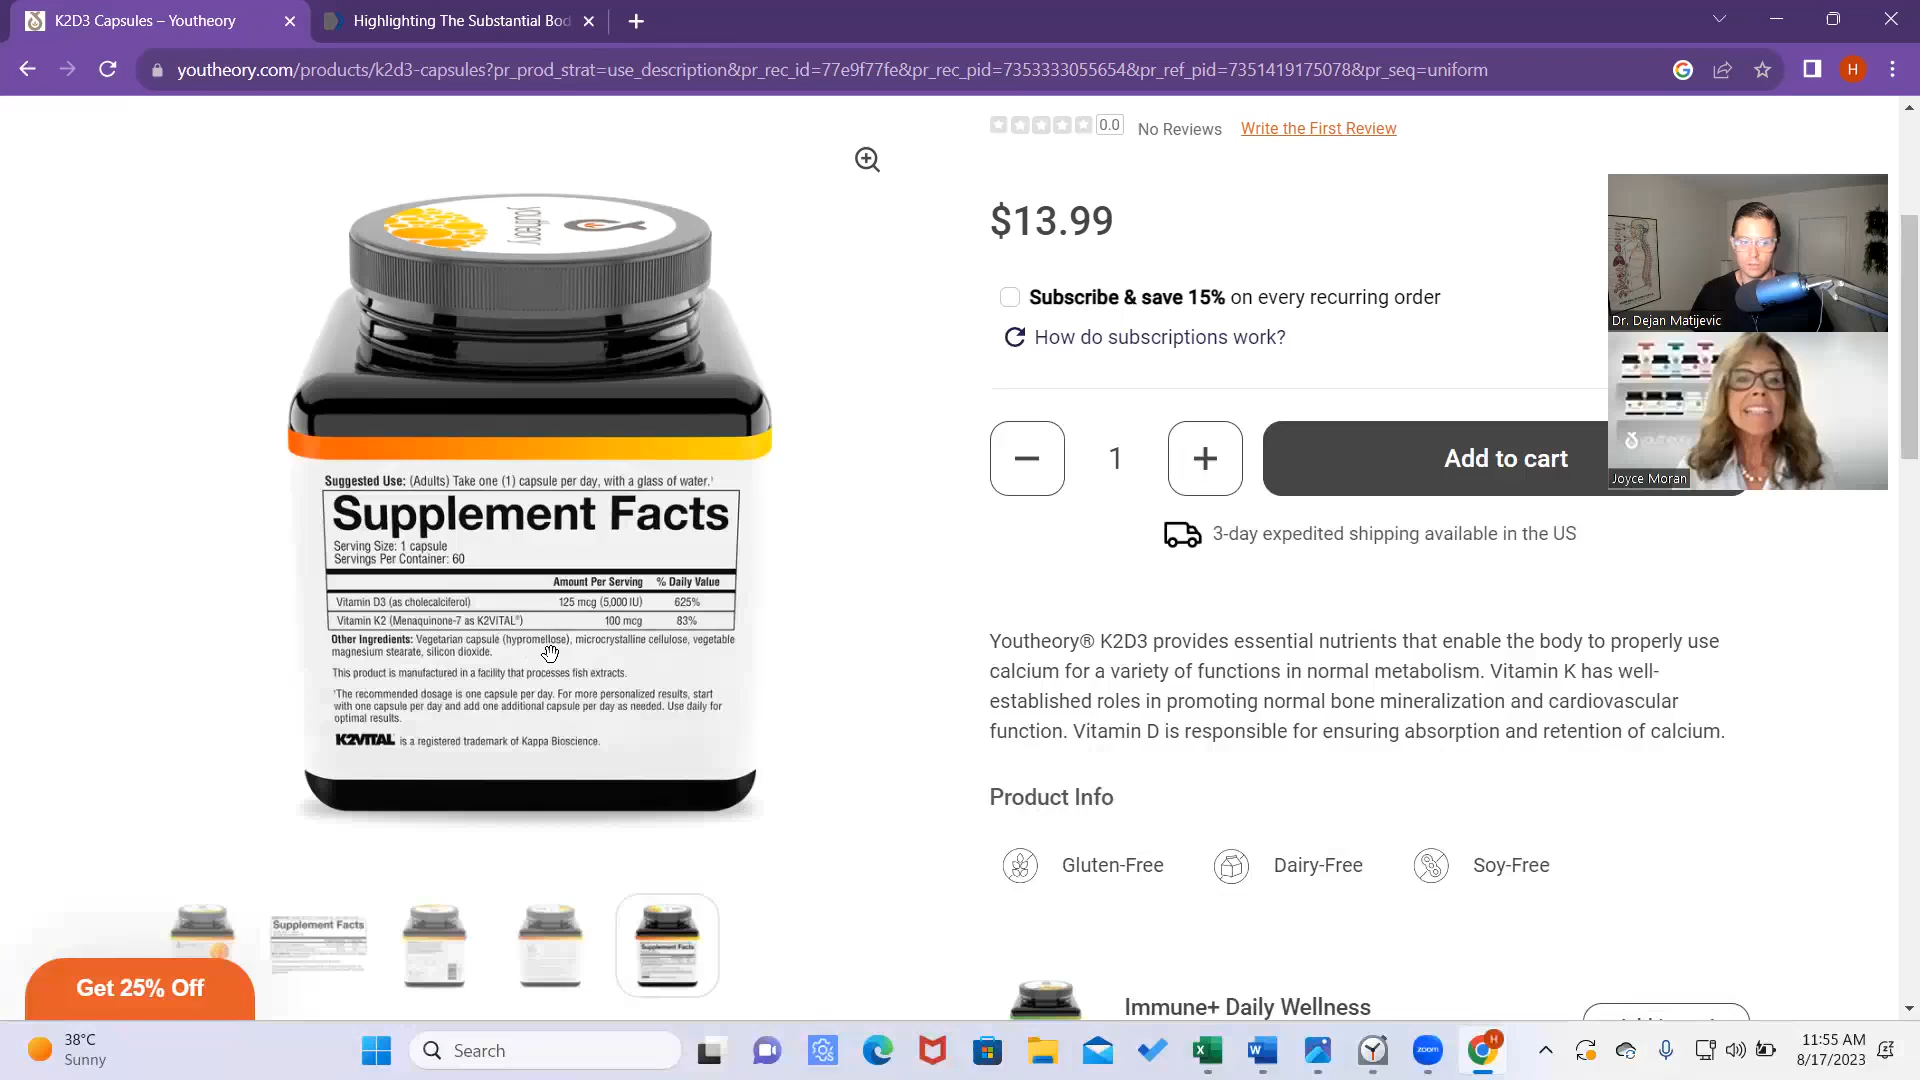 K2D3 Capsules – Youtheory
Highlighting The Substantial Bod
youtheory.com/products/k2d3-capsules?pr_prod_strat=use_description&pr_rec_id=77e9f77fe&pr_rec_pid=7353333055654&pr_ref_pid=7351419175078&pr_seq=uniform
H
0.0
No Reviews
Write the First Review
$13.99
Subscribe & save 15% on every recurring order
How do subscriptions work?
1
Add to cart
3-day expedited shipping available in the US
Dr. Dejan Matijevic
Joyce Moran
youtheory
Suggested Use: (Adults) Take one (1) capsule per day, with a glass of water.†
Supplement Facts
Serving Size: 1 capsule
Servings Per Container: 60
Amount Per Serving % Daily Value
Vitamin D3 (as cholecalciferol) 125 mcg (5,000 IU) 625%
Vitamin K2 (Menaquinone-7 as K2VITAL®) 100 mcg 83%
Other Ingredients: Vegetarian capsule (hypromellose), microcrystalline cellulose, vegetable
magnesium stearate, silicon dioxide.
This product is manufactured in a facility that processes fish extracts.
†The recommended dosage is one capsule per day. For more personalized results, start
with one capsule per day and add one additional capsule per day as needed. Use daily for
optimal results.
K2VITAL® is a registered trademark of Kappa Bioscience.
Youtheory® K2D3 provides essential nutrients that enable the body to properly use
calcium for a variety of functions in normal metabolism. Vitamin K has well-
established roles in promoting normal bone mineralization and cardiovascular
function. Vitamin D is responsible for ensuring absorption and retention of calcium.
Product Info
Gluten-Free
Dairy-Free
Soy-Free
Supplement Facts
Supplement Facts
Get 25% Off
Immune+ Daily Wellness
38°C
Sunny
Search
zoom
H
11:55 AM
8/17/2023